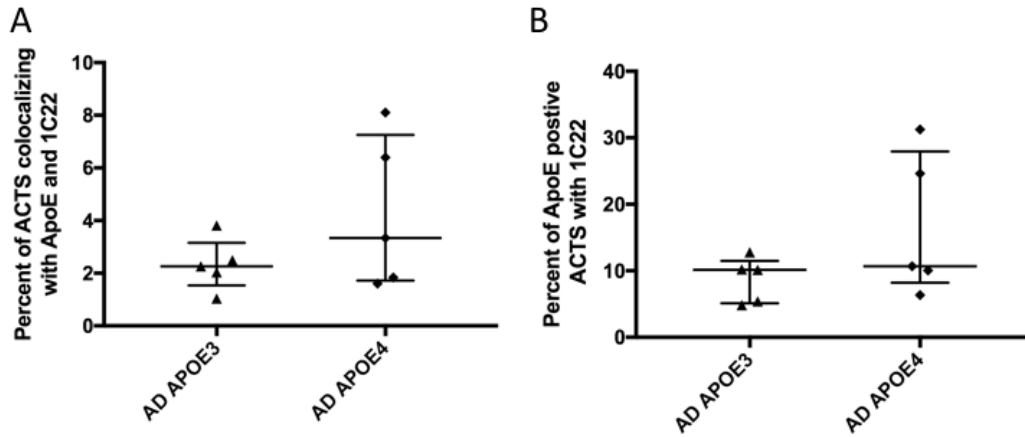 A
Percent of ACTS colocalizing
with ApoE and 1C22
10
8
6
4
2
0
AD APOE3
AD APOE4
B
Percent of ApoE postive
ACTS with 1C22
40
30
20
10
0
AD APOE3
AD APOE4